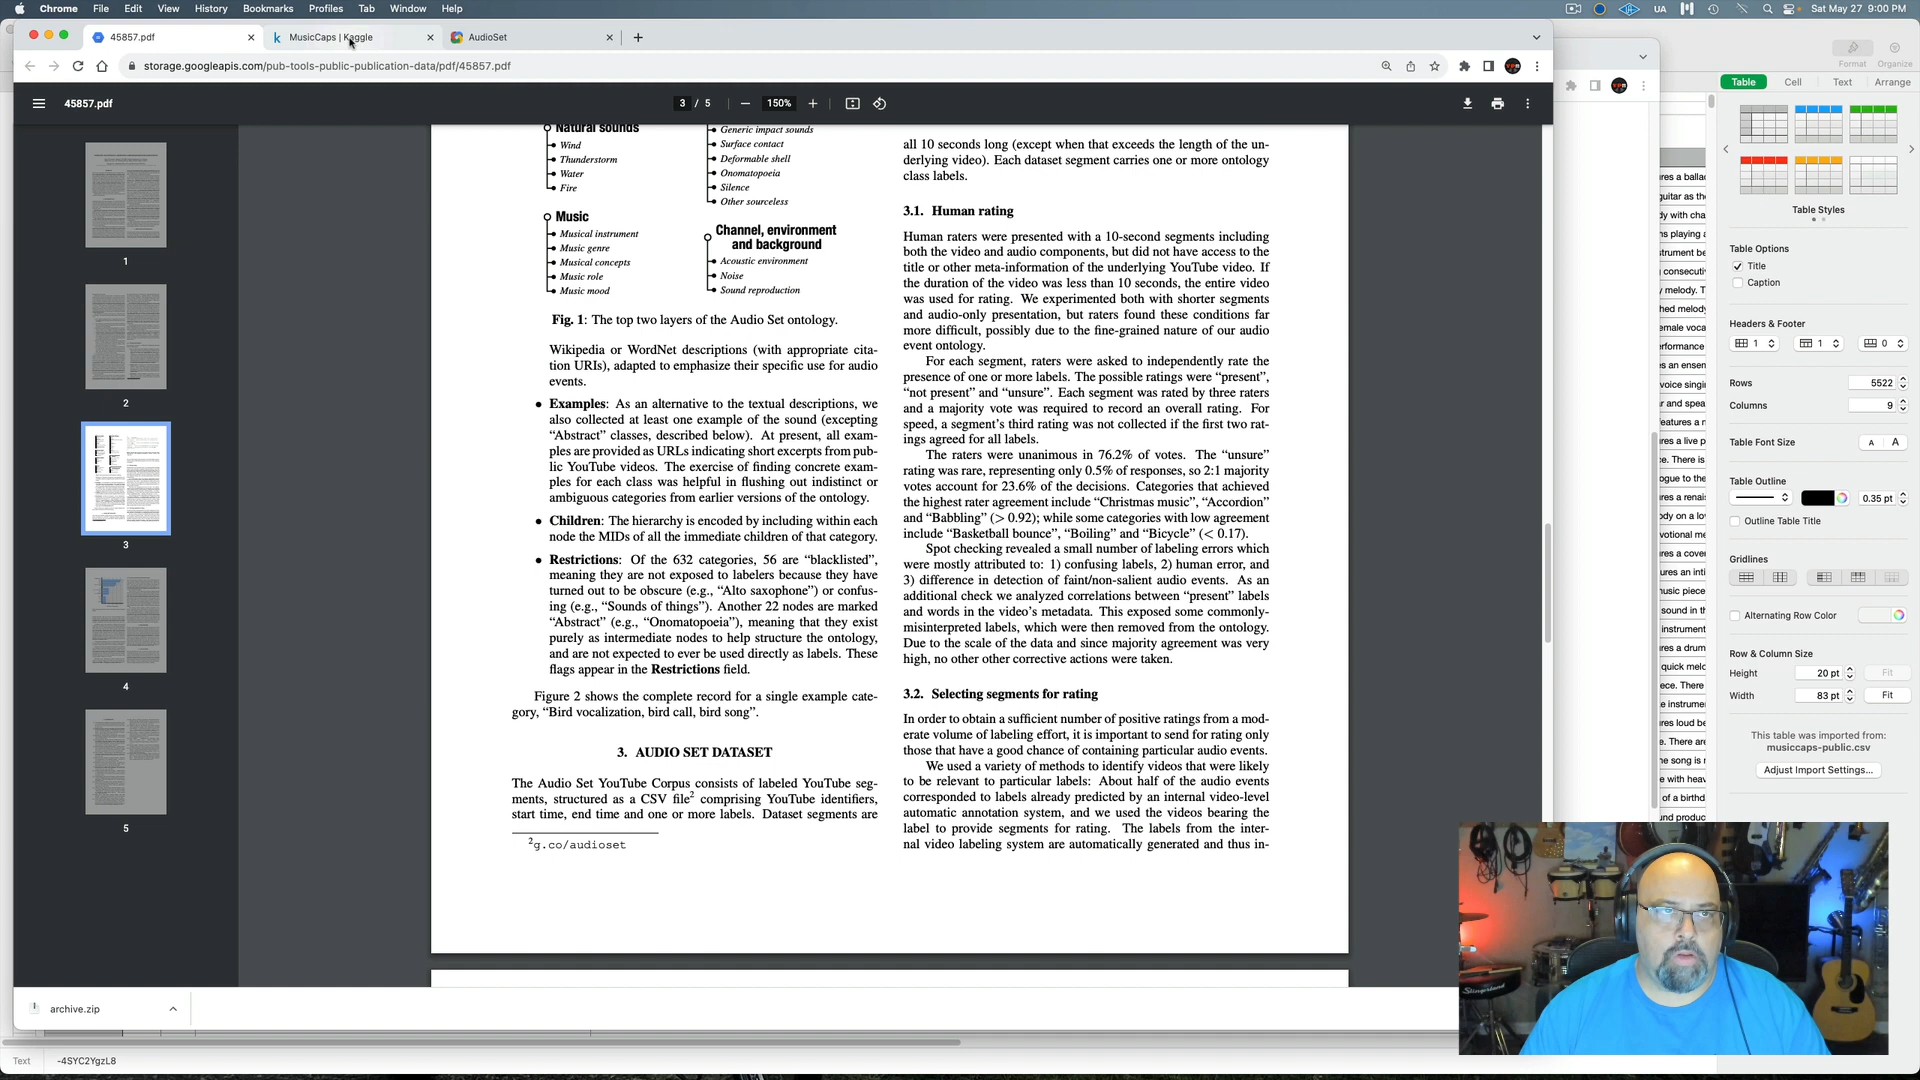 Chrome File Edit View History Bookmarks Profiles Tab Window Help
UA Sat May 27 9:00 PM
45857.pdf
MusicCaps | Kaggle
AudioSet
storage.googleapis.com/pub-tools-public-publication-data/pdf/45857.pdf
45857.pdf
3 / 5
150%
1
2
3
4
5
Natural sounds
Wind
Thunderstorm
Water
Fire
Music
Musical instrument
Music genre
Musical concepts
Music role
Music mood
Generic impact sounds
Surface contact
Deformable shell
Onomatopoeia
Silence
Other sourceless
Channel, environment
and background
Acoustic environment
Noise
Sound reproduction
Fig. 1: The top two layers of the Audio Set ontology.
Wikipedia or WordNet descriptions (with appropriate cita-
tion URIs), adapted to emphasize their specific use for audio
events.
• Examples: As an alternative to the textual descriptions, we
also collected at least one example of the sound (excepting
“Abstract” classes, described below). At present, all exam-
ples are provided as URLs indicating short excerpts from pub-
lic YouTube videos. The exercise of finding concrete exam-
ples for each class was helpful in flushing out indistinct or
ambiguous categories from earlier versions of the ontology.
• Children: The hierarchy is encoded by including within each
node the MIDs of all the immediate children of that category.
• Restrictions: Of the 632 categories, 56 are “blacklisted”,
meaning they are not exposed to labelers because they have
turned out to be obscure (e.g., “Alto saxophone”) or confus-
ing (e.g., “Sounds of things”). Another 22 nodes are marked
“Abstract” (e.g., “Onomatopoeia”), meaning that they exist
purely as intermediate nodes to help structure the ontology,
and are not expected to ever be used directly as labels. These
flags appear in the Restrictions field.
Figure 2 shows the complete record for a single example cate-
gory, “Bird vocalization, bird call, bird song”.
3. AUDIO SET DATASET
The Audio Set YouTube Corpus consists of labeled YouTube seg-
ments, structured as a CSV file2 comprising YouTube identifiers,
start time, end time and one or more labels. Dataset segments are
2g.co/audioset
all 10 seconds long (except when that exceeds the length of the un-
derlying video). Each dataset segment carries one or more ontology
class labels.
3.1. Human rating
Human raters were presented with a 10-second segments including
both the video and audio components, but did not have access to the
title or other meta-information of the underlying YouTube video. If
the duration of the video was less than 10 seconds, the entire video
was used for rating. We experimented both with shorter segments
and audio-only presentation, but raters found these conditions far
more difficult, possibly due to the fine-grained nature of our audio
event ontology.
For each segment, raters were asked to independently rate the
presence of one or more labels. The possible ratings were “present”,
“not present” and “unsure”. Each segment was rated by three raters
and a majority vote was required to record an overall rating. For
speed, a segment's third rating was not collected if the first two rat-
ings agreed for all labels.
The raters were unanimous in 76.2% of votes. The “unsure”
rating was rare, representing only 0.5% of responses, so 2:1 majority
votes account for 23.6% of the decisions. Categories that achieved
the highest rater agreement include “Christmas music”, “Accordion”
and “Babbling” (> 0.92); while some categories with low agreement
include “Basketball bounce”, “Boiling” and “Bicycle” (< 0.17).
Spot checking revealed a small number of labeling errors which
were mostly attributed to: 1) confusing labels, 2) human error, and
3) difference in detection of faint/non-salient audio events. As an
additional check we analyzed correlations between “present” labels
and words in the video's metadata. This exposed some commonly-
misinterpreted labels, which were then removed from the ontology.
Due to the scale of the data and since majority agreement was very
high, no other other corrective actions were taken.
3.2. Selecting segments for rating
In order to obtain a sufficient number of positive ratings from a mod-
erate volume of labeling effort, it is important to send for rating only
those that have a good chance of containing particular audio events.
We used a variety of methods to identify videos that were likely
to be relevant to particular labels: About half of the audio events
corresponded to labels already predicted by an internal video-level
automatic annotation system, and we used the videos bearing the
label to provide segments for rating. The labels from the inter-
nal video labeling system are automatically generated and thus in-
archive.zip
Text -4SYC2YgzL8
Format Organize
Table Cell Text Arrange
Table Styles
Table Options
Title
Caption
Headers & Footer
1 1 0
Rows 5522
Columns 9
Table Font Size A A
Table Outline
0.35 pt
Outline Table Title
Gridlines
Alternating Row Color
Row & Column Size
Height 20 pt Fit
Width 83 pt Fit
This table was imported from:
musiccaps-public.csv
Adjust Import Settings...